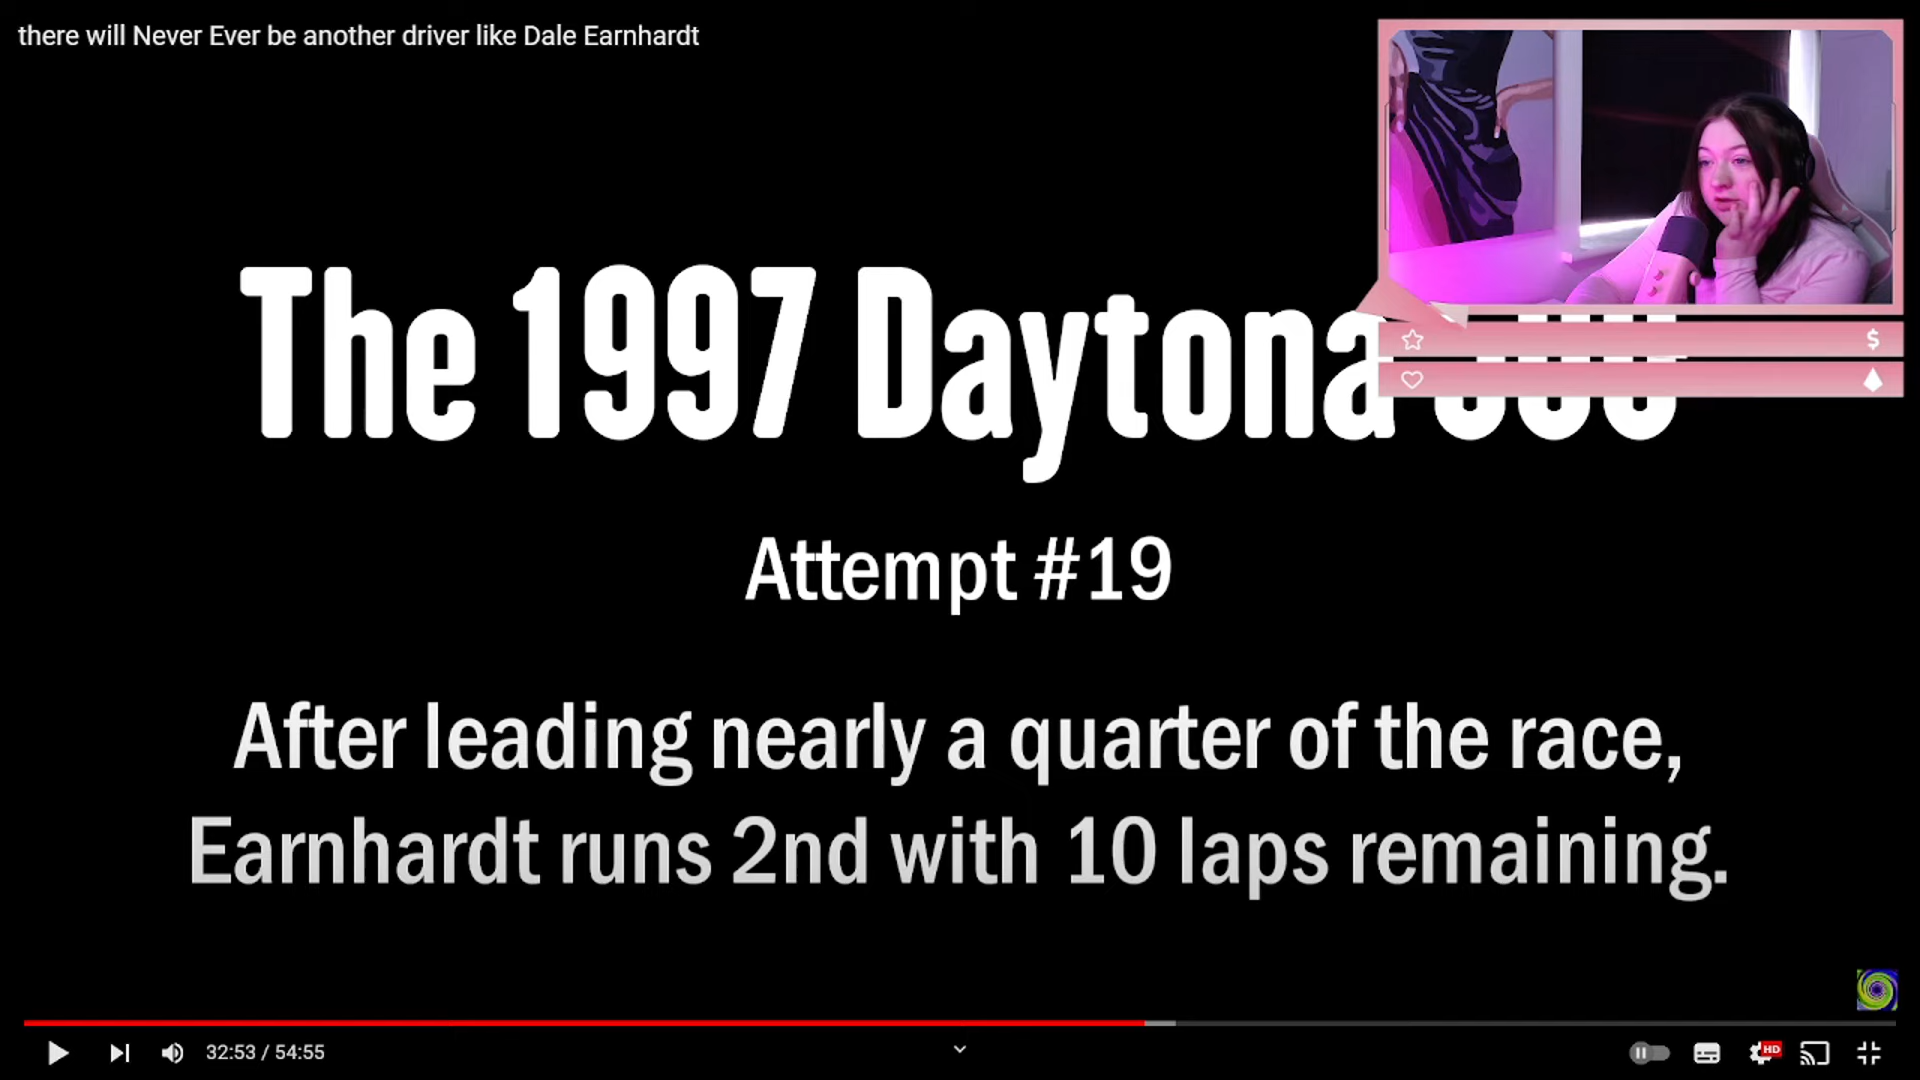 there will Never Ever be another driver like Dale Earnhardt
The 1997 Daytona
Attempt #19
After leading nearly a quarter of the race,
Earnhardt runs 2nd with 10 laps remaining.
$
32:53 / 54:55
HD